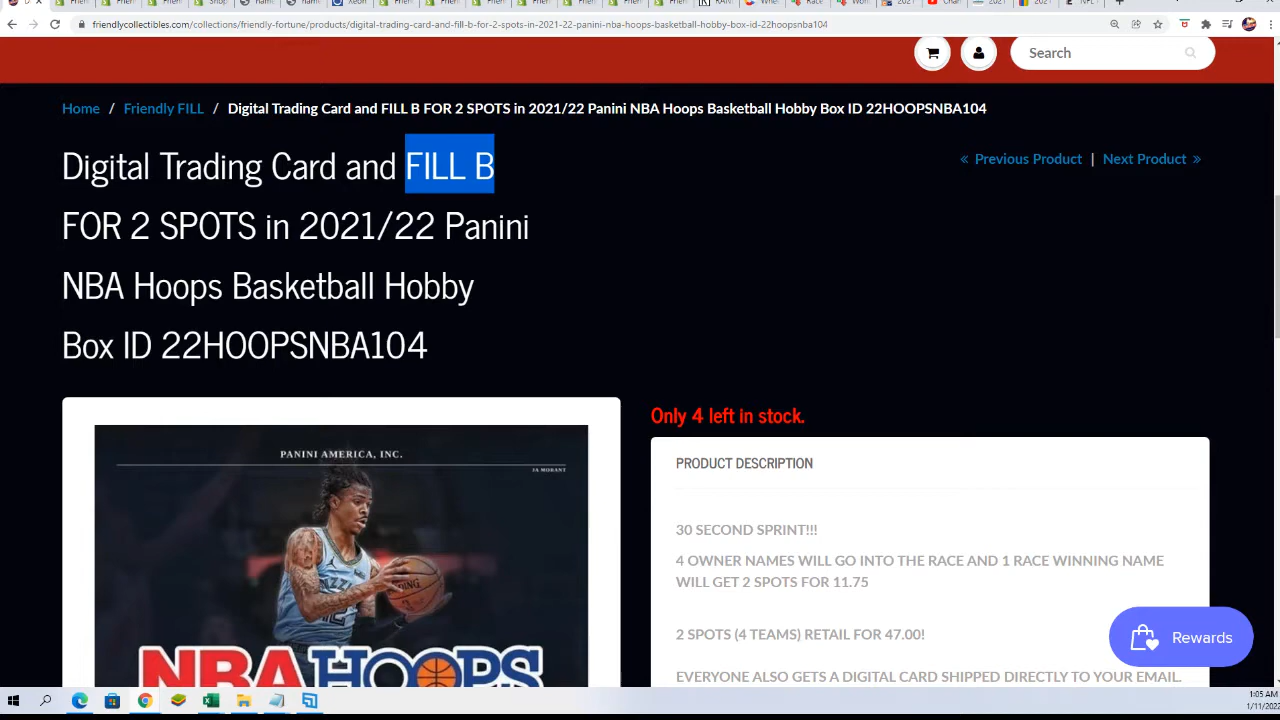 friendlycollectibles.com/collections/friendly-fortune/products/digital-trading-card-and-fill-b-for-2-spots-in-2021-22-panini-nba-hoops-basketball-hobby-box-id-22hoopsnba104
Search
Home / Friendly FILL / Digital Trading Card and FILL B FOR 2 SPOTS in 2021/22 Panini NBA Hoops Basketball Hobby Box ID 22HOOPSNBA104
Digital Trading Card and FILL B
FOR 2 SPOTS in 2021/22 Panini
NBA Hoops Basketball Hobby
Box ID 22HOOPSNBA104
« Previous Product | Next Product »
Only 4 left in stock.
PRODUCT DESCRIPTION
30 SECOND SPRINT!!!
4 OWNER NAMES WILL GO INTO THE RACE AND 1 RACE WINNING NAME
WILL GET 2 SPOTS FOR 11.75
2 SPOTS (4 TEAMS) RETAIL FOR 47.00!
EVERYONE ALSO GETS A DIGITAL CARD SHIPPED DIRECTLY TO YOUR EMAIL.
PANINI AMERICA, INC.
JA MORANT
12
NBA HOOPS
Rewards
1:05 AM
1/11/2022